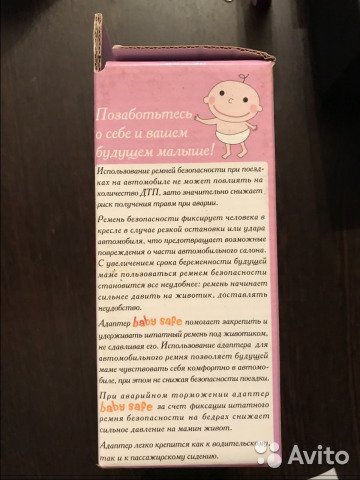 Позаботьтесь
о себе и вашем
будущем малыше!
Использование ремней безопасности при поезд-
ках на автомобиле не может повлиять на
количество ДТП, зато значительно снижает
риск получения травм при аварии.
Ремень безопасности фиксирует человека в
кресле в случае резкой остановки или удара
автомобиля, что предотвращает возможные
повреждения о части автомобильного салона.
С увеличением срока беременности будущей
маме пользоваться ремнем безопасности
становится все неудобнее: ремень начинает
сильнее давить на животик, доставлять
неудобство.
Адаптер baby safe помогает закрепить и
удерживать штатный ремень под животиком,
не сдавливая его. Использование адаптера для
автомобильного ремня позволяет будущей
маме чувствовать себя комфортно в автомо-
биле, при этом не снижая безопасности поездки.
При аварийном торможении адаптер
baby safe за счет фиксации штатного
ремня безопасности на бедрах снижает
сильное давление на мамин живот.
Адаптер легко крепится как к водительскому,
так и к пассажирскому сидению.
Avito